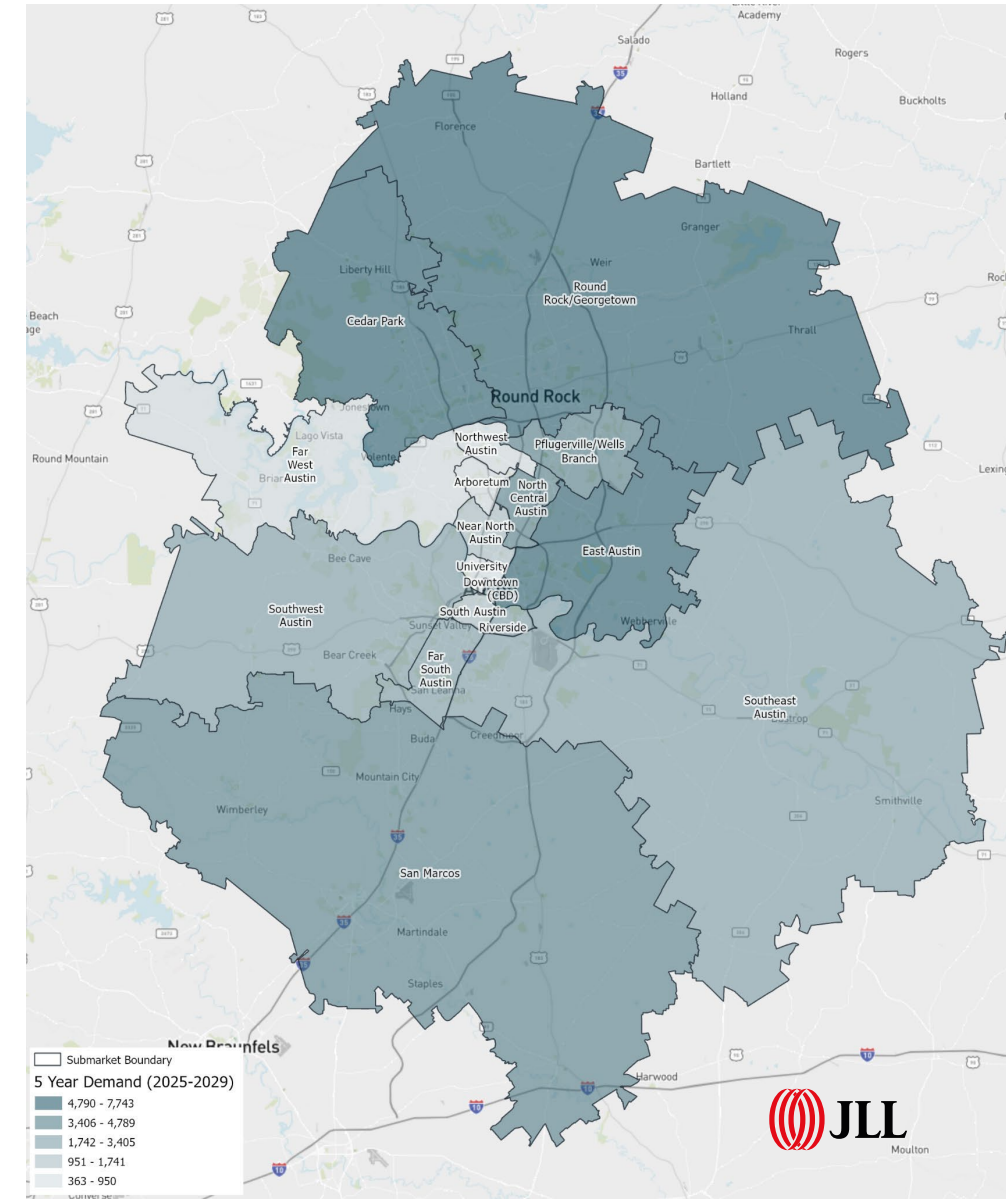 Academy
Salado
Rogers
Holland
Buckholts
Florence
Bartlett
Granger
Liberty Hill
Weir
Round
Rock/Georgetown
Beach
Cedar Park
Thrall
Round Rock
Jonestown
Lago Vista
Northwest
Austin
Pflugerville/Wells
Branch
Round Mountain
Far
West
Austin
Volente
Arboretum
North
Central
Austin
Near North
Austin
East Austin
Bee Cave
University
Downtown
(CBD)
Southwest
Austin
South Austin
Sunset Valley
Riverside
Webberville
Bear Creek
Far
South
Austin
San Leanna
Southeast
Austin
Bastrop
Hays
Buda
Creedmoor
Mountain City
Wimberley
Smithville
San Marcos
Martindale
Staples
New Braunfels
Harwood
Moulton
JLL
Submarket Boundary
5 Year Demand (2025-2029)
4,790 - 7,743
3,406 - 4,789
1,742 - 3,405
951 - 1,741
363 - 950